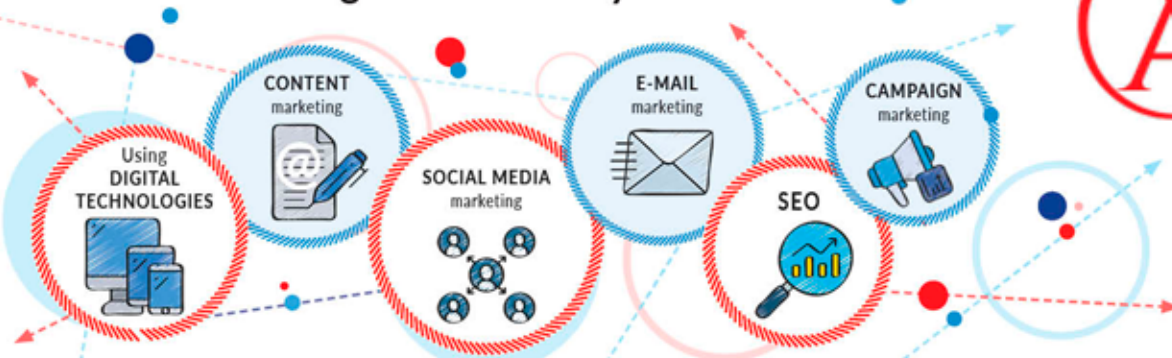 Using
DIGITAL
TECHNOLOGIES
CONTENT
marketing
@
SOCIAL MEDIA
marketing
E-MAIL
marketing
SEO
CAMPAIGN
marketing